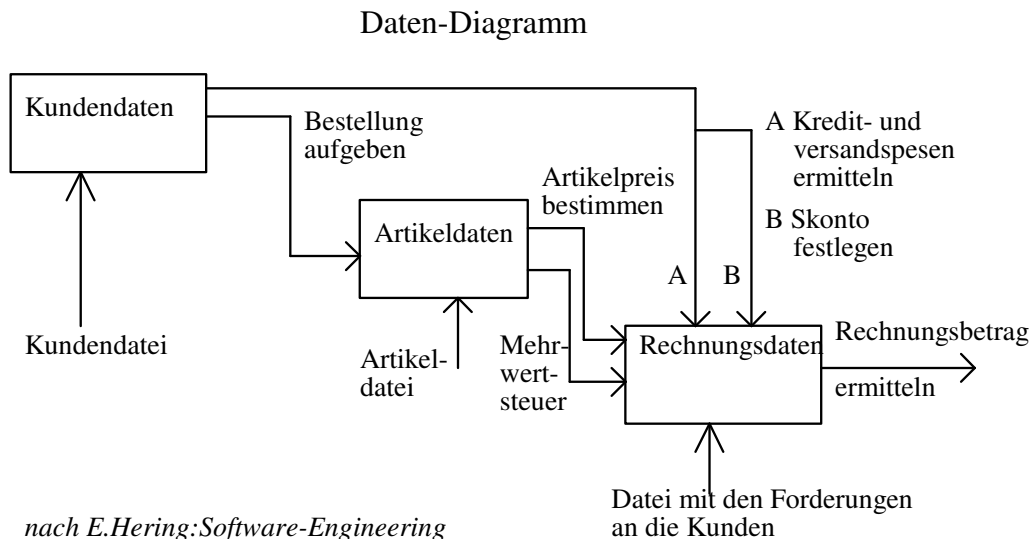 Daten-Diagramm
Kundendaten
Bestellung
aufgeben
A Kredit- und
versandspesen
ermitteln
B Skonto
festlegen
Artikelpreis
bestimmen
Artikeldaten
A
B
Kundendatei
Artikel-
datei
Mehr-
wert-
steuer
Rechnungsdaten
Rechnungsbetrag
ermitteln
Datei mit den Forderungen
an die Kunden
nach E.Hering:Software-Engineering